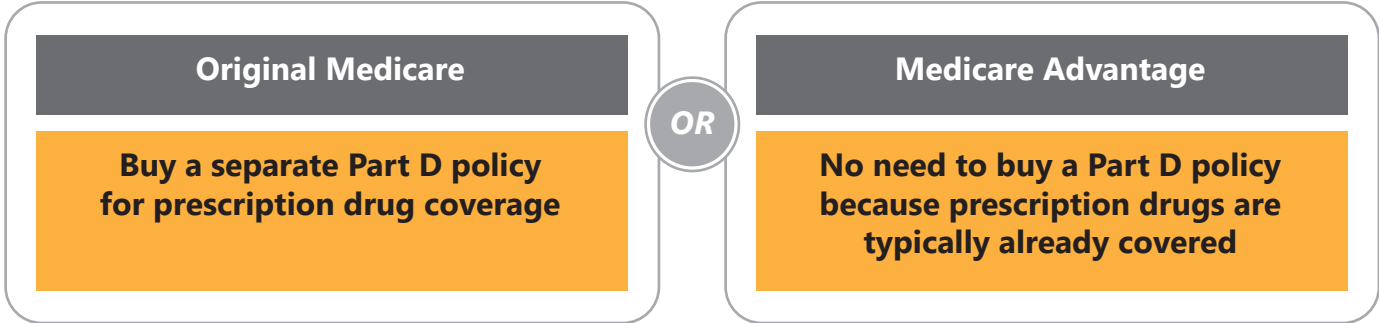 Original Medicare
Buy a separate Part D policy
for prescription drug coverage
OR
Medicare Advantage
No need to buy a Part D policy
because prescription drugs are
typically already covered